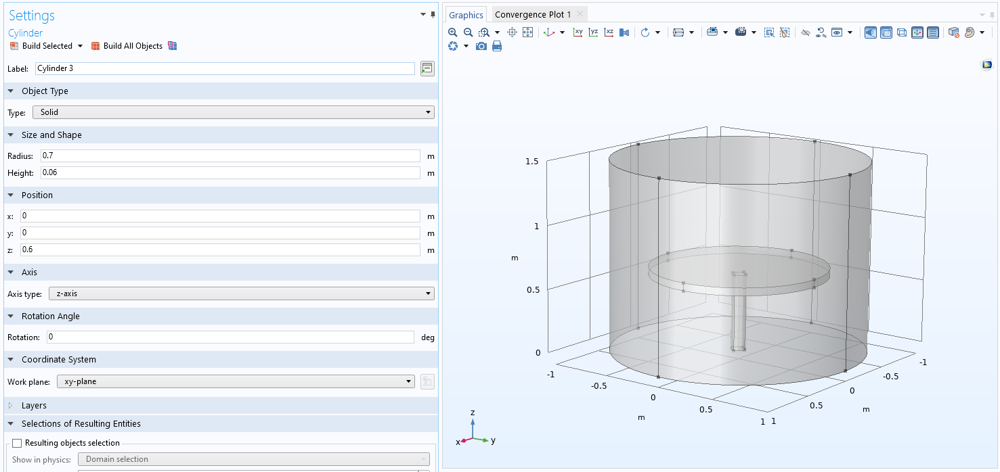 Settings
Cylinder
Build Selected Build All Objects
Label: Cylinder 3
Object Type
Type: Solid
Size and Shape
Radius: 0.7 m
Height: 0.06 m
Position
x: 0 m
y: 0 m
z: 0.6 m
Axis
Axis type: z-axis
Rotation Angle
Rotation: 0 deg
Coordinate System
Work plane: xy-plane
Layers
Selections of Resulting Entities
Resulting objects selection
Show in physics: Domain selection
Graphics Convergence Plot 1
xy yz xz
1.5
1
m
0.5
0
-1
-0.5
0
m
0.5
1
1
0.5
m
0
-0.5
-1
z
x
y